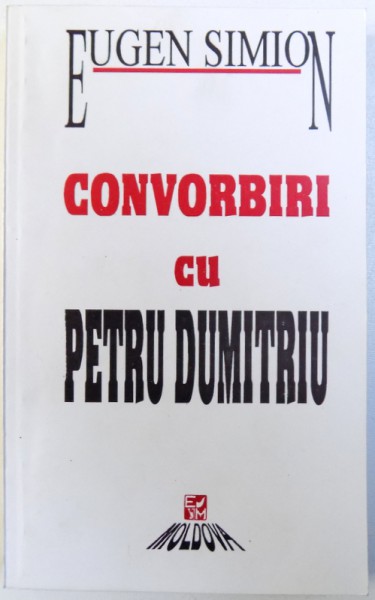 EUGEN SIMION
CONVORBIRI
cu
PETRU DUMITRIU
MOLDOVA